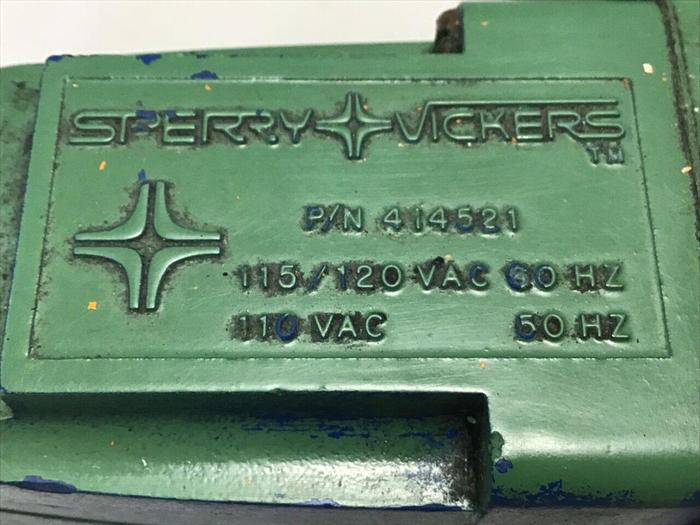 SPERRY VICKERS
TM
P/N 414521
115/120 VAC 60 HZ
110 VAC 50 HZ